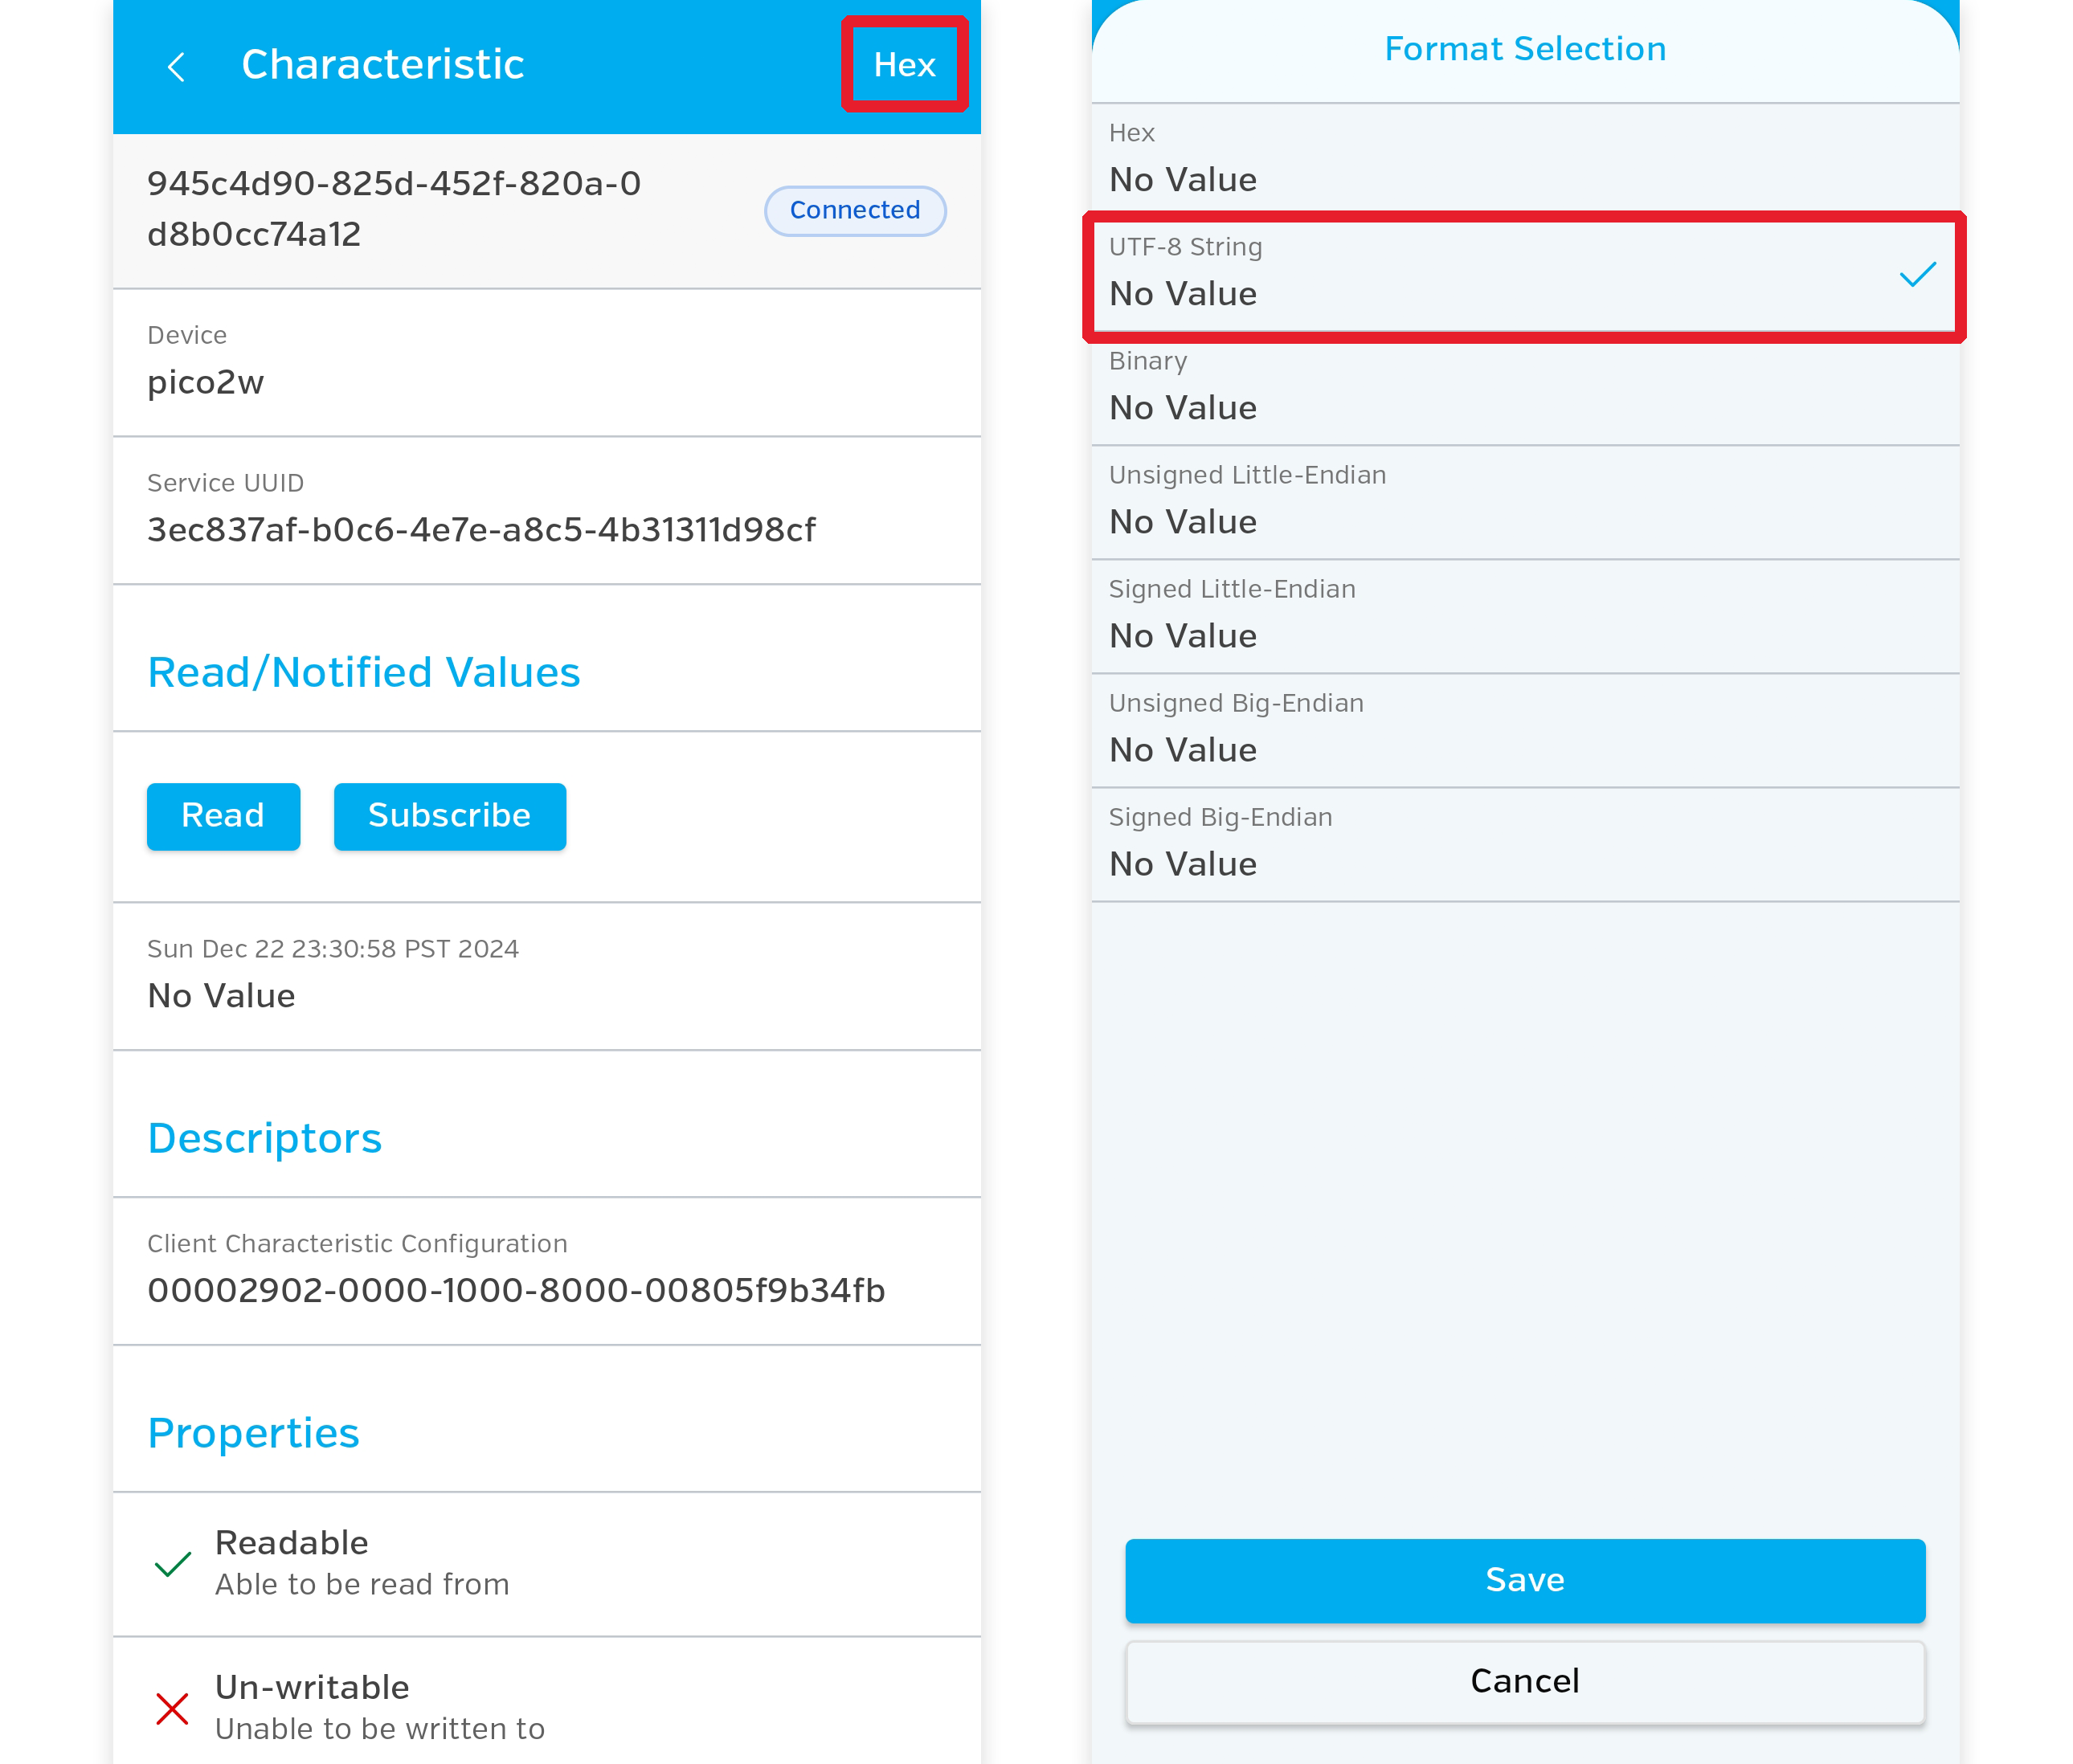 Characteristic
Hex
945c4d90-825d-452f-820a-0
d8b0cc74a12
Connected
Device
pico2w
Service UUID
3ec837af-b0c6-4e7e-a8c5-4b31311d98cf
Read/Notified Values
Read
Subscribe
Sun Dec 22 23:30:58 PST 2024
No Value
Descriptors
Client Characteristic Configuration
00002902-0000-1000-8000-00805f9b34fb
Properties
Readable
Able to be read from
Un-writable
Unable to be written to
Format Selection
Hex
No Value
UTF-8 String
No Value
Binary
No Value
Unsigned Little-Endian
No Value
Signed Little-Endian
No Value
Unsigned Big-Endian
No Value
Signed Big-Endian
No Value
Save
Cancel